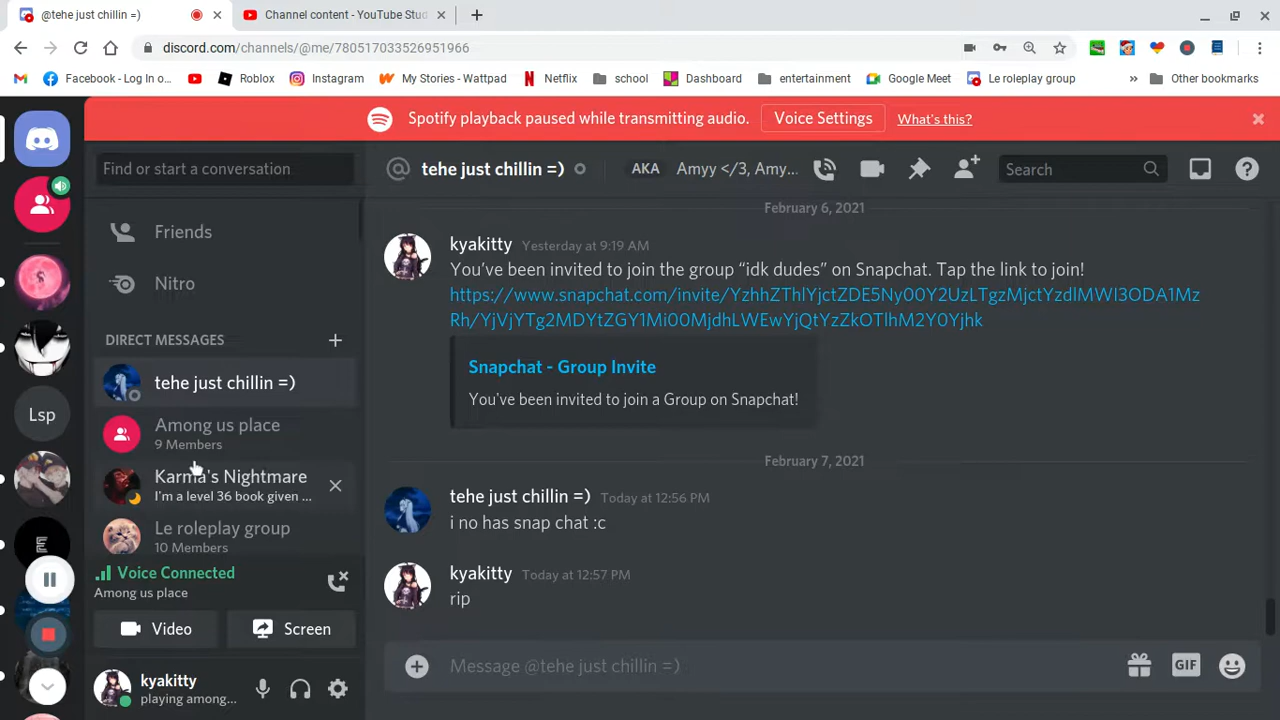 @tehe just chillin =)
Channel content - YouTube Stud
discord.com/channels/@me/780517033526951966
Facebook - Log In o...
Roblox
Instagram
My Stories - Wattpad
Netflix
school
Dashboard
entertainment
Google Meet
Le roleplay group
»
Other bookmarks
Spotify playback paused while transmitting audio.
Voice Settings
What's this?
Find or start a conversation
@ tehe just chillin =)
AKA Amyy </3, Amy...
Search
Friends
Nitro
DIRECT MESSAGES +
tehe just chillin =)
Among us place
9 Members
Karma's Nightmare
I'm a level 36 book given ...
Le roleplay group
10 Members
Lsp
E
Voice Connected
Among us place
Video
Screen
kyakitty
playing among...
February 6, 2021
kyakitty Yesterday at 9:19 AM
You've been invited to join the group “idk dudes” on Snapchat. Tap the link to join!
https://www.snapchat.com/invite/YzhhZThlYjctZDE5Ny00Y2UzLTgzMjctYzdlMWI3ODA1Mz
Rh/YjVjYTg2MDYtZGY1Mi00MjdhLWEwYjQtYzZkOTlhM2Y0Yjhk
Snapchat - Group Invite
You've been invited to join a Group on Snapchat!
February 7, 2021
tehe just chillin =) Today at 12:56 PM
i no has snap chat :c
kyakitty Today at 12:57 PM
rip
Message @tehe just chillin =)
GIF